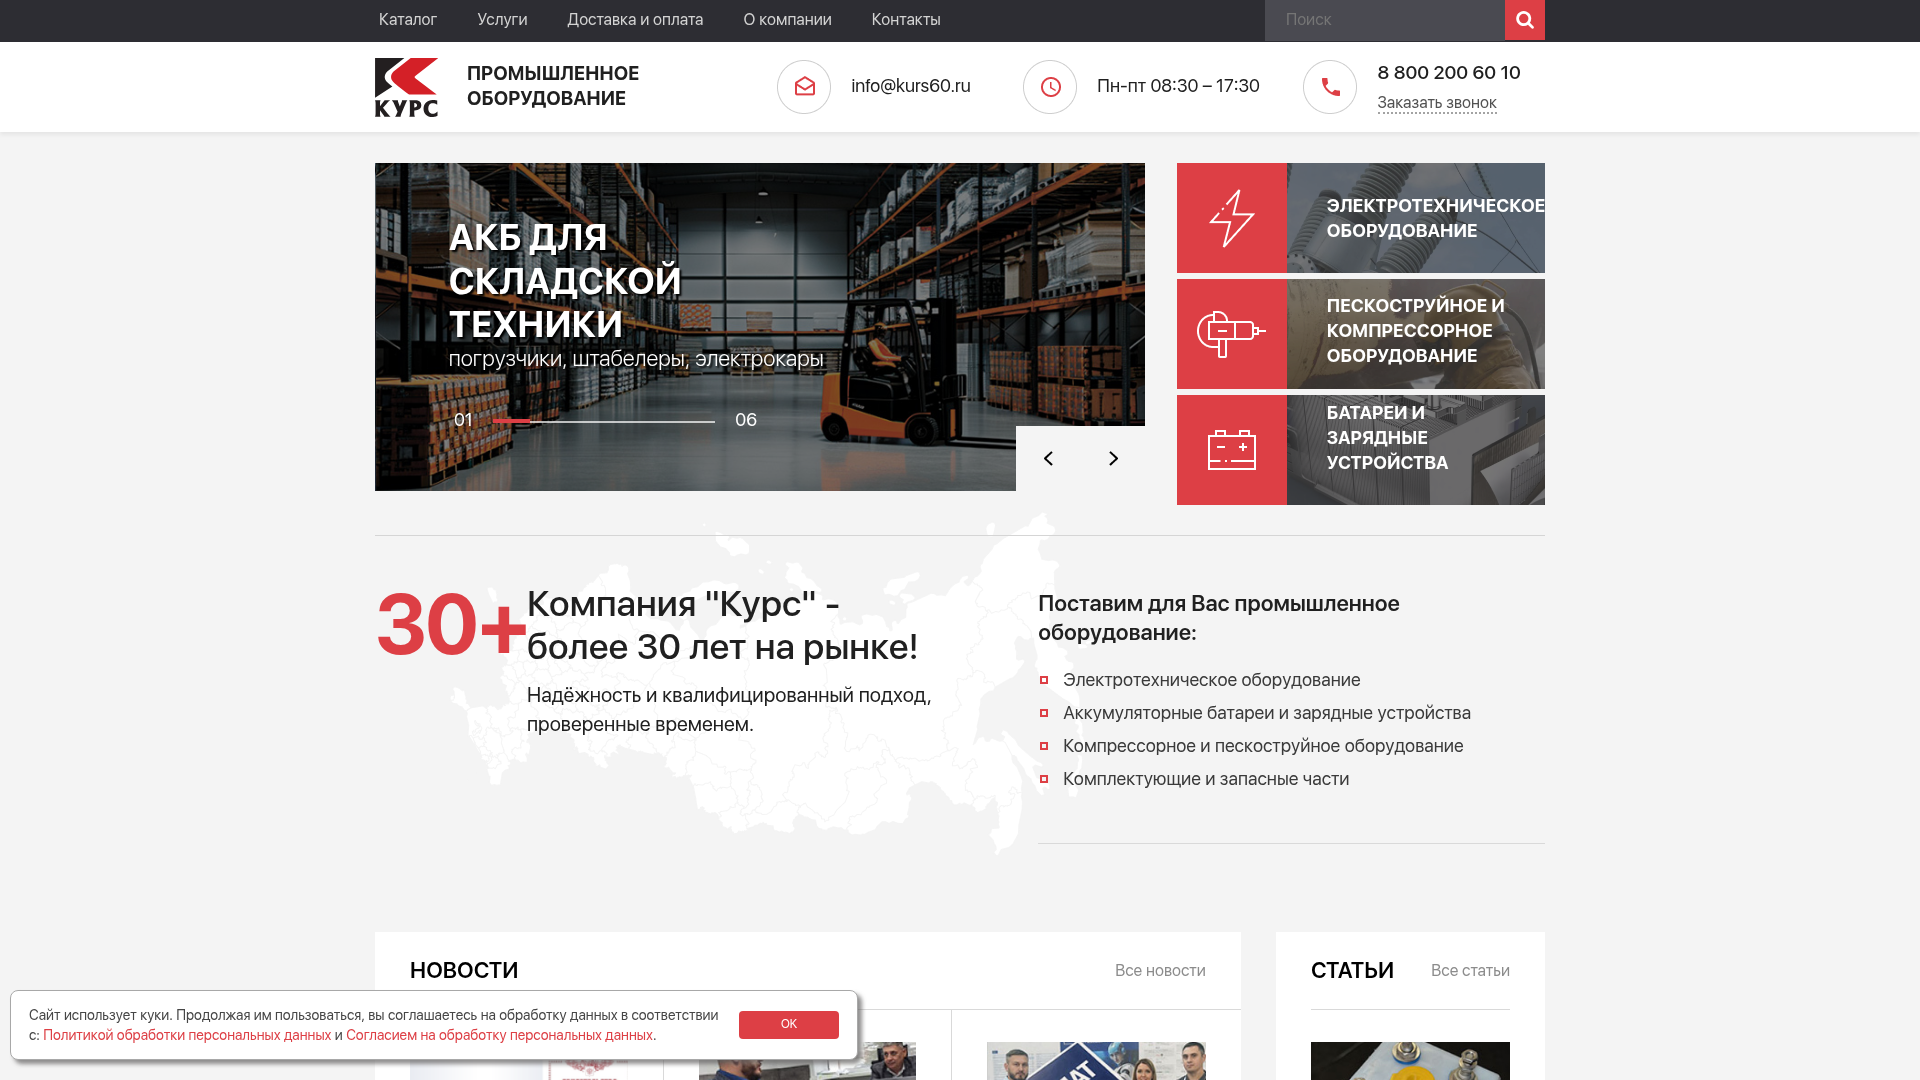 Каталог
Услуги
Доставка и оплата
О компании
Контакты
Поиск
КУРС
ПРОМЫШЛЕННОЕ
ОБОРУДОВАНИЕ
info@kurs60.ru
Пн-пт 08:30 – 17:30
8 800 200 60 10
Заказать звонок
АКБ ДЛЯ
СКЛАДСКОЙ
ТЕХНИКИ
погрузчики, штабелеры, электрокары
01
06
ЭЛЕКТРОТЕХНИЧЕСКОЕ
ОБОРУДОВАНИЕ
ПЕСКОСТРУЙНОЕ И
КОМПРЕССОРНОЕ
ОБОРУДОВАНИЕ
БАТАРЕИ И
ЗАРЯДНЫЕ
УСТРОЙСТВА
30+
Компания "Курс" -
более 30 лет на рынке!
Надёжность и квалифицированный подход,
проверенные временем.
Поставим для Вас промышленное
оборудование:
Электротехническое оборудование
Аккумуляторные батареи и зарядные устройства
Компрессорное и пескоструйное оборудование
Комплектующие и запасные части
НОВОСТИ
Все новости
СТАТЬИ
Все статьи
Сайт использует куки. Продолжая им пользоваться, вы соглашаетесь на обработку данных в соответствии
с: Политикой обработки персональных данных и Согласием на обработку персональных данных.
ОК